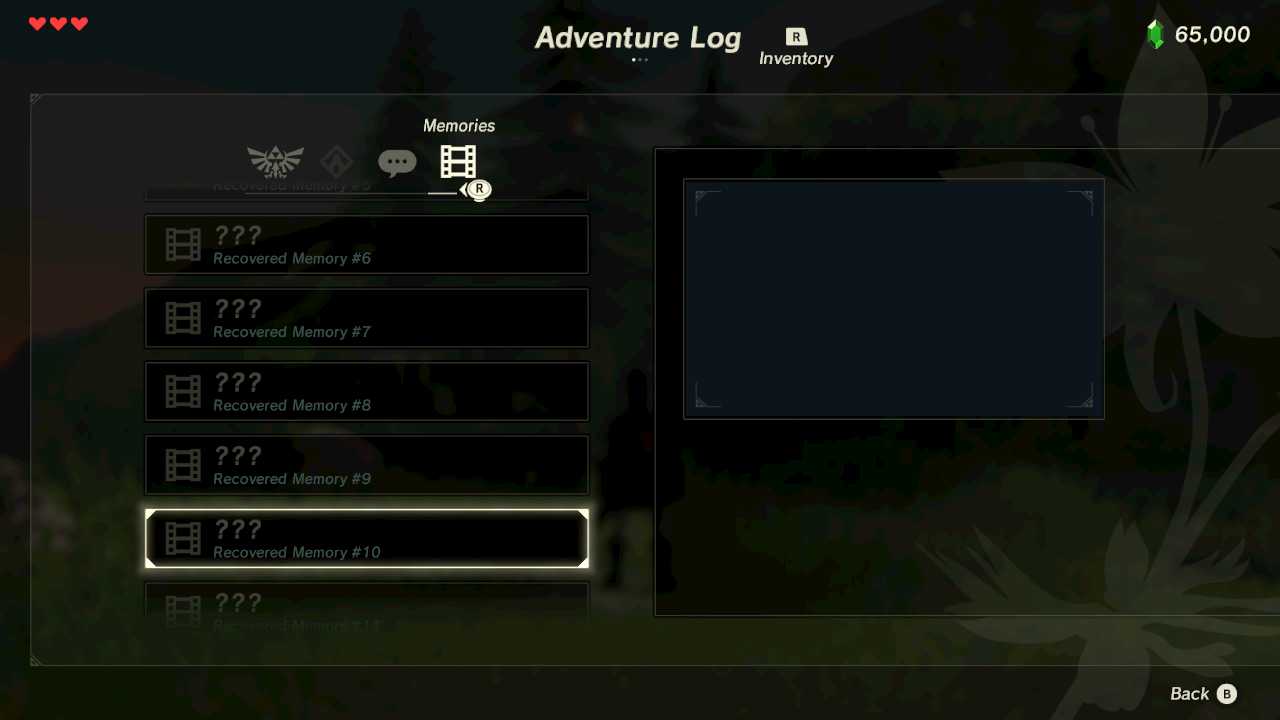 Adventure Log
R
Inventory
65,000
Memories
R
Recovered Memory #5
???
Recovered Memory #6
???
Recovered Memory #7
???
Recovered Memory #8
???
Recovered Memory #9
???
Recovered Memory #10
???
Recovered Memory #11
Back B